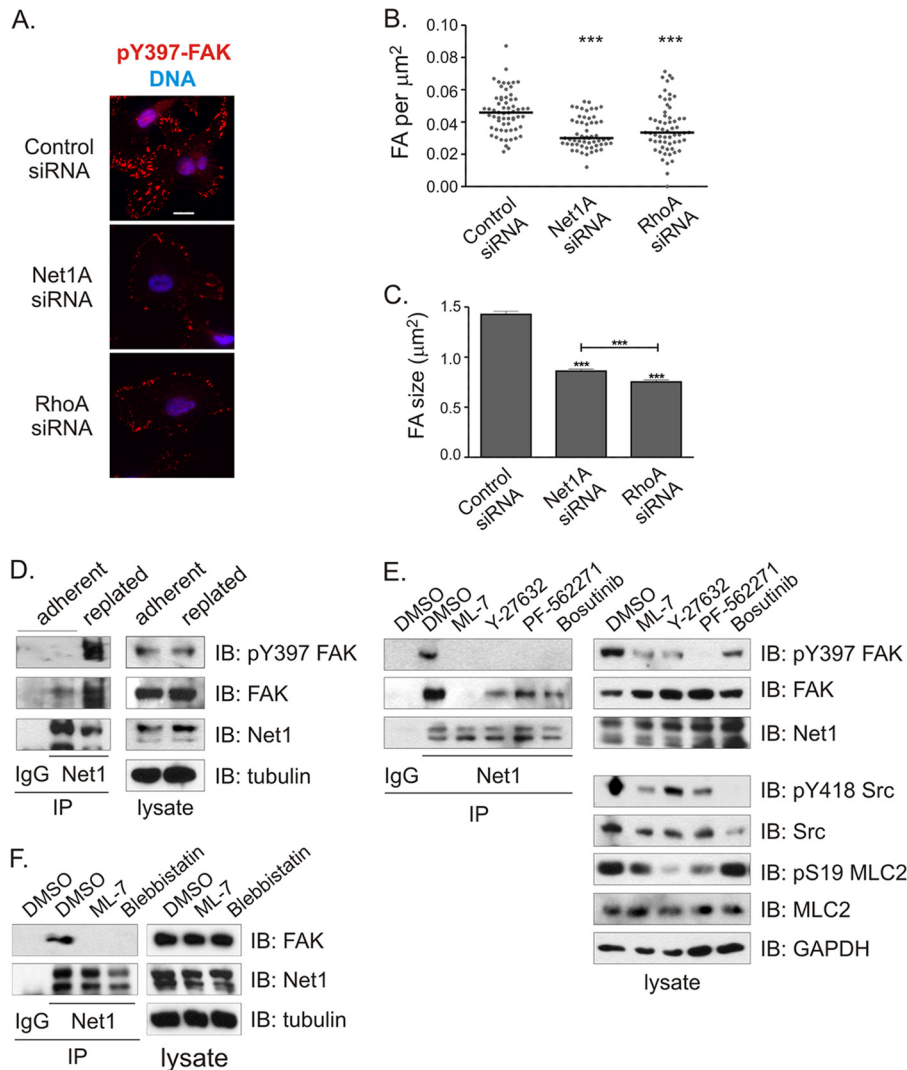 A.
pY397-FAK
DNA
Control
siRNA
Net1A
siRNA
RhoA
siRNA
B.
FA per μm2
0.10
0.08
0.06
0.04
0.02
0.00
*** ***
Control
siRNA
Net1A
siRNA
RhoA
siRNA
C.
FA size (μm2)
1.5
1.0
0.5
0.0
***
***
***
Control
siRNA
Net1A
siRNA
RhoA
siRNA
D.
adherent
replated
adherent
replated
IB: pY397 FAK
IB: FAK
IB: Net1
IB: tubulin
IgG Net1
IP
lysate
E.
DMSO
DMSO
ML-7
Y-27632
PF-562271
Bosutinib
DMSO
ML-7
Y-27632
PF-562271
Bosutinib
IB: pY397 FAK
IB: FAK
IB: Net1
IgG Net1
IP
IB: pY418 Src
IB: Src
IB: pS19 MLC2
IB: MLC2
IB: GAPDH
lysate
F.
DMSO
DMSO
ML-7
Blebbistatin
DMSO
ML-7
Blebbistatin
IB: FAK
IB: Net1
IB: tubulin
IgG Net1
IP
lysate